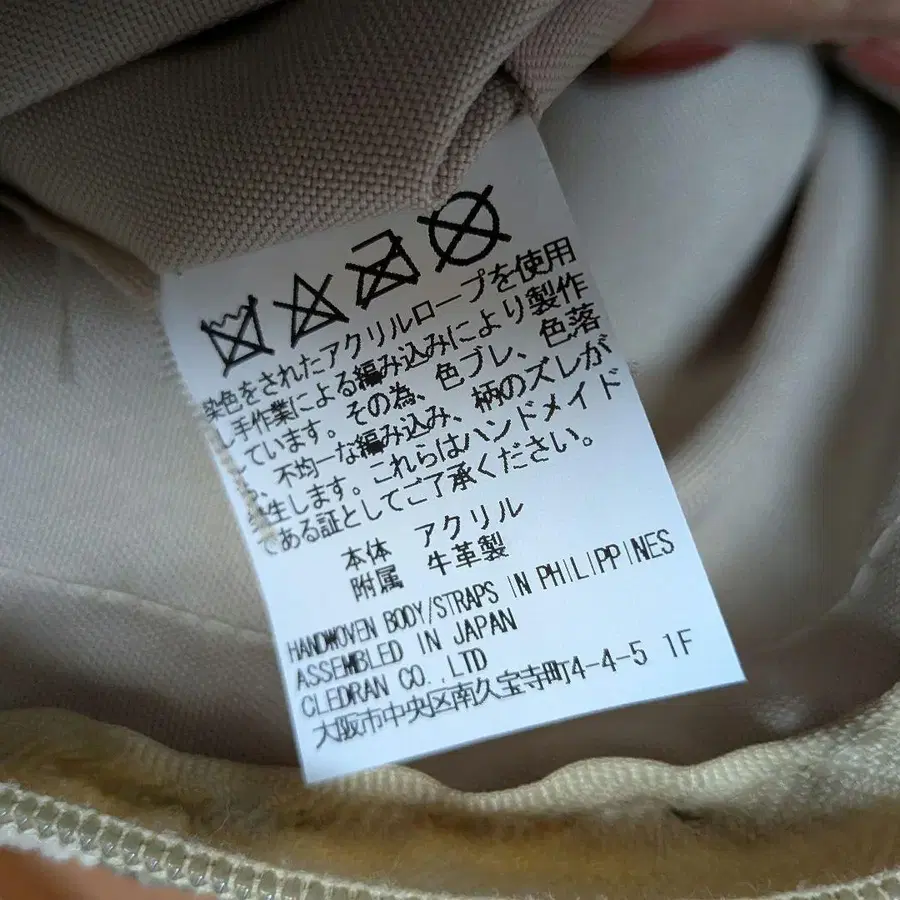 染色をされたアクリルロープを使用
し手作業による編み込みにより製作
しています。その為、色ブレ、色落
、不均一な編み込み、柄のズレが
生します。これらはハンドメイド
である証としてご了承ください。
本体 アクリル
附属 牛革製
HANDWOVEN BODY/STRAPS IN PHILIPPINES
ASSEMBLED IN JAPAN
CLEDRAN CO.,LTD
大阪市中央区南久宝寺町4-4-5 1F